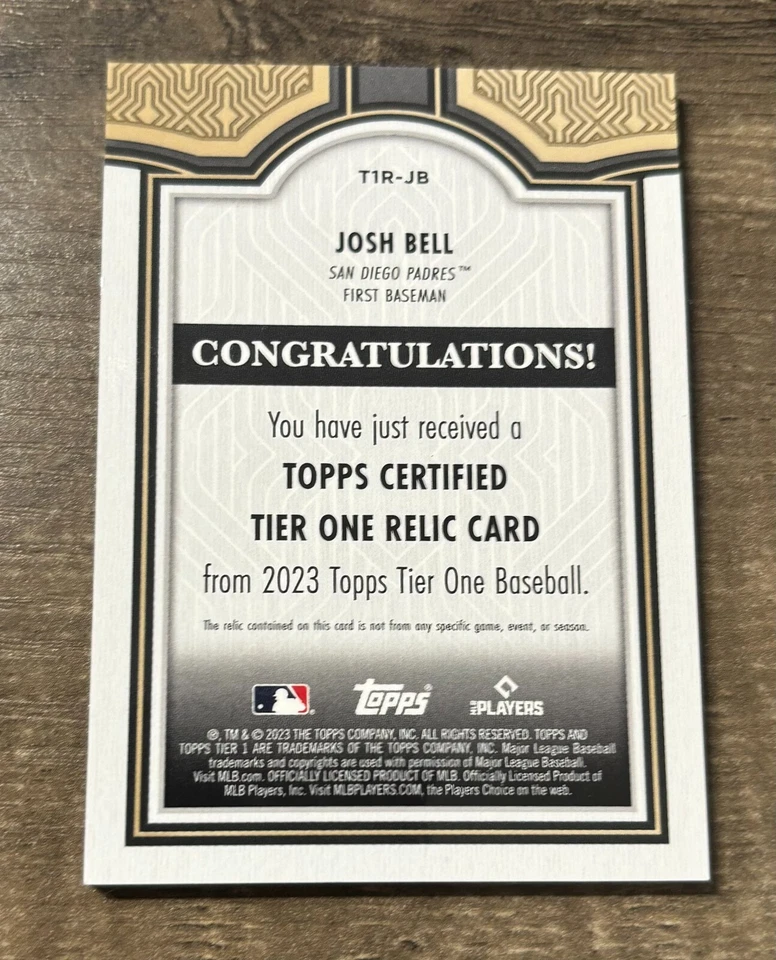 T1R-JB
JOSH BELL
SAN DIEGO PADRES™
FIRST BASEMAN
CONGRATULATIONS!
You have just received a
TOPPS CERTIFIED
TIER ONE RELIC CARD
from 2023 Topps Tier One Baseball.
The relic contained on this card is not from any specific game, event, or season.
topps® MLB PLAYERS
®, TM & © 2023 THE TOPPS COMPANY, INC. ALL RIGHTS RESERVED. TOPPS AND
TOPPS TIER 1 ARE TRADEMARKS OF THE TOPPS COMPANY, INC. Major League Baseball
trademarks and copyrights are used with permission of Major League Baseball.
Visit MLB.com. OFFICIALLY LICENSED PRODUCT OF MLB. Officially Licensed Product of
MLB Players, Inc. Visit MLBPLAYERS.COM, the Players Choice on the web.